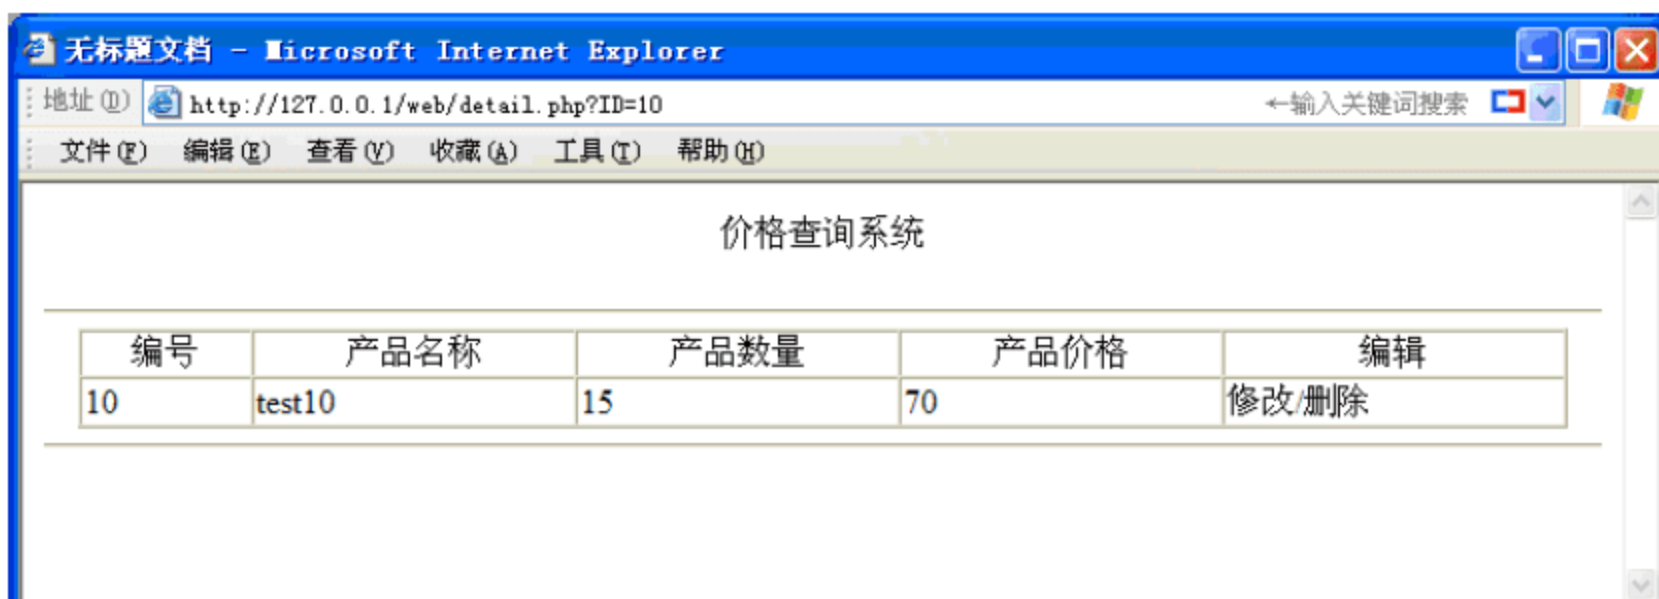 无标题文档 - Microsoft Internet Explorer
地址(D) http://127.0.0.1/web/detail.php?ID=10 ←输入关键词搜索
文件(F) 编辑(E) 查看(V) 收藏(A) 工具(T) 帮助(H)
价格查询系统
编号 产品名称 产品数量 产品价格 编辑
10 test10 15 70 修改/删除